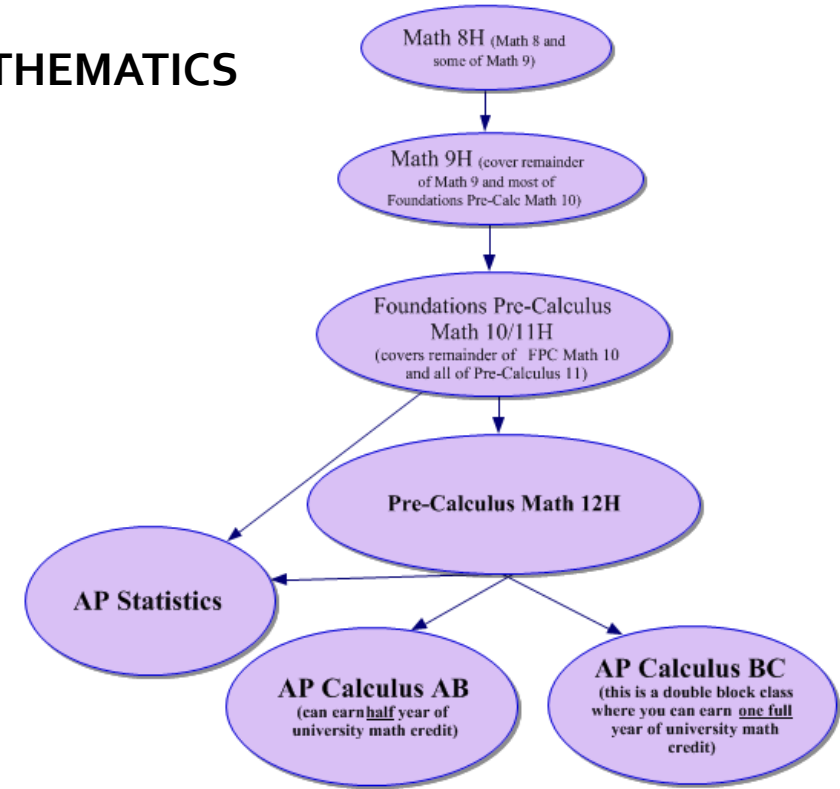 THEMATICS
Math 8H (Math 8 and
some of Math 9)
Math 9H (cover remainder
of Math 9 and most of
Foundations Pre-Calc Math 10)
Foundations Pre-Calculus
Math 10/11H
(covers remainder of FPC Math 10
and all of Pre-Calculus 11)
Pre-Calculus Math 12H
AP Statistics
AP Calculus AB
(can earn half year of
university math credit)
AP Calculus BC
(this is a double block class
where you can earn one full
year of university math
credit)